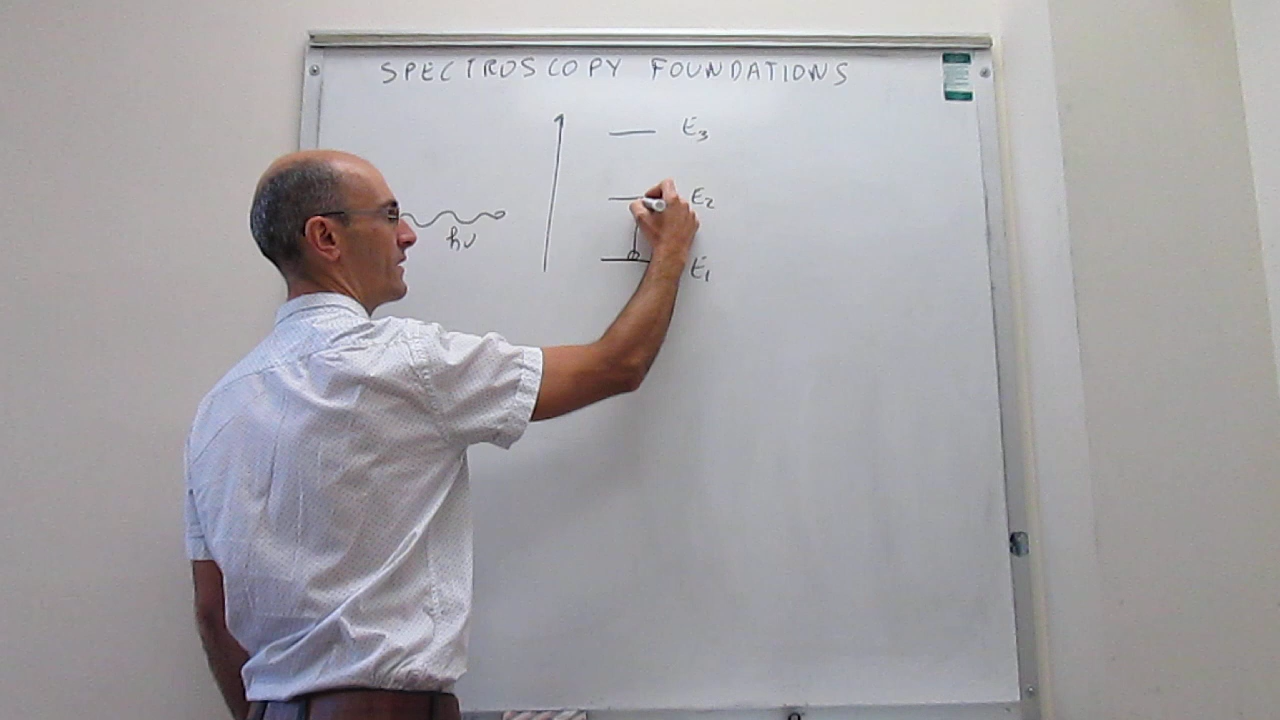 SPECTROSCOPY FOUNDATIONS
E₃
E₂
hν
E₁